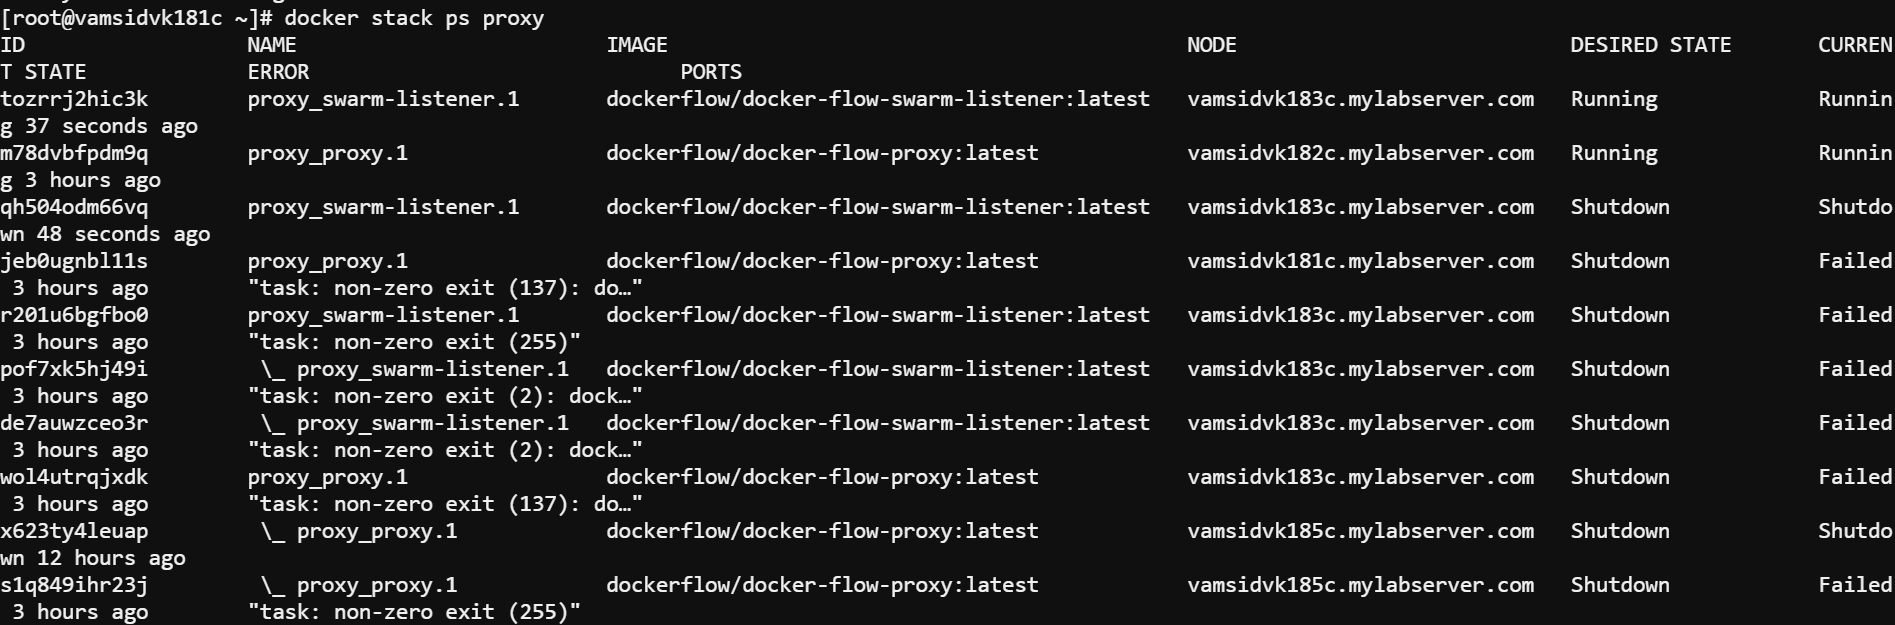 [root@vamsidvk181c ~]# docker stack ps proxy
ID                  NAME                         IMAGE                                          NODE                           DESIRED STATE       CURREN
T STATE             ERROR                              PORTS
tozrrj2hic3k        proxy_swarm-listener.1       dockerflow/docker-flow-swarm-listener:latest   vamsidvk183c.mylabserver.com   Running             Runnin
g 37 seconds ago
m78dvbfpdm9q        proxy_proxy.1                dockerflow/docker-flow-proxy:latest            vamsidvk182c.mylabserver.com   Running             Runnin
g 3 hours ago
qh504odm66vq        proxy_swarm-listener.1       dockerflow/docker-flow-swarm-listener:latest   vamsidvk183c.mylabserver.com   Shutdown            Shutdo
wn 48 seconds ago
jeb0ugnbl11s        proxy_proxy.1                dockerflow/docker-flow-proxy:latest            vamsidvk181c.mylabserver.com   Shutdown            Failed
 3 hours ago        "task: non-zero exit (137): do…"
r201u6bgfbo0        proxy_swarm-listener.1       dockerflow/docker-flow-swarm-listener:latest   vamsidvk183c.mylabserver.com   Shutdown            Failed
 3 hours ago        "task: non-zero exit (255)"
pof7xk5hj49i         \_ proxy_swarm-listener.1   dockerflow/docker-flow-swarm-listener:latest   vamsidvk183c.mylabserver.com   Shutdown            Failed
 3 hours ago        "task: non-zero exit (2): dock…"
de7auwzceo3r         \_ proxy_swarm-listener.1   dockerflow/docker-flow-swarm-listener:latest   vamsidvk183c.mylabserver.com   Shutdown            Failed
 3 hours ago        "task: non-zero exit (2): dock…"
wol4utrqjxdk        proxy_proxy.1                dockerflow/docker-flow-proxy:latest            vamsidvk183c.mylabserver.com   Shutdown            Failed
 3 hours ago        "task: non-zero exit (137): do…"
x623ty4leuap         \_ proxy_proxy.1            dockerflow/docker-flow-proxy:latest            vamsidvk185c.mylabserver.com   Shutdown            Shutdo
wn 12 hours ago
s1q849ihr23j         \_ proxy_proxy.1            dockerflow/docker-flow-proxy:latest            vamsidvk185c.mylabserver.com   Shutdown            Failed
 3 hours ago        "task: non-zero exit (255)"